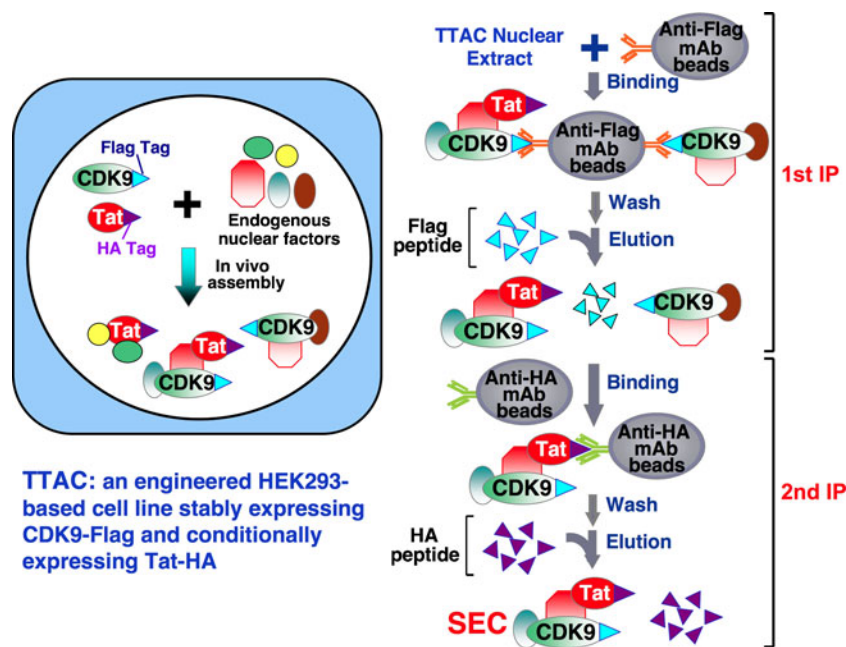 Flag Tag
CDK9
Tat
HA Tag
+
Endogenous
nuclear factors
In vivo
assembly
Tat
CDK9
Tat
CDK9
TTAC: an engineered HEK293-
based cell line stably expressing
CDK9-Flag and conditionally
expressing Tat-HA
TTAC Nuclear
Extract
+
Anti-Flag
mAb
beads
Binding
Tat
CDK9
Anti-Flag
mAb
beads
CDK9
Wash
Flag
peptide
Elution
Tat
CDK9
CDK9
1st IP
Anti-HA
mAb
beads
Binding
Tat
CDK9
Anti-HA
mAb
beads
Wash
HA
peptide
Elution
Tat
SEC
CDK9
2nd IP